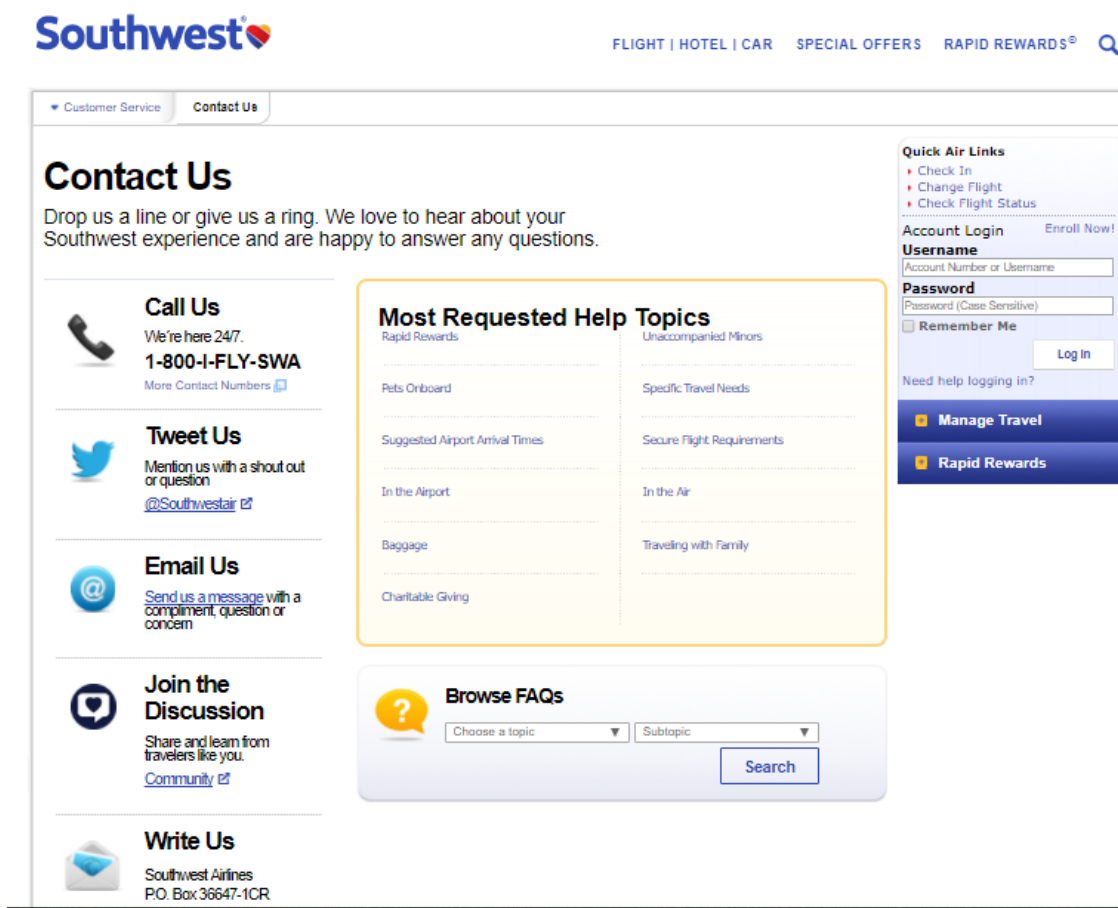 Southwest®
FLIGHT | HOTEL | CAR SPECIAL OFFERS RAPID REWARDS®
Customer Service Contact Us
Contact Us
Drop us a line or give us a ring. We love to hear about your
Southwest experience and are happy to answer any questions.
Call Us
We're here 24/7.
1-800-I-FLY-SWA
More Contact Numbers
Tweet Us
Mention us with a shout out
or question
@Southwestair
Email Us
Send us a message with a
compliment, question or
concern
Join the
Discussion
Share and learn from
travelers like you.
Community
Write Us
Southwest Airlines
P.O. Box 36647-1CR
Most Requested Help Topics
Rapid Rewards Unaccompanied Minors
Pets Onboard Specific Travel Needs
Suggested Airport Arrival Times Secure Flight Requirements
In the Airport In the Air
Baggage Traveling with Family
Charitable Giving
Browse FAQs
Choose a topic Subtopic
Search
Quick Air Links
Check In
Change Flight
Check Flight Status
Account Login Enroll Now!
Username
Account Number or Username
Password
Password (Case Sensitive)
Remember Me
Log In
Need help logging in?
Manage Travel
Rapid Rewards